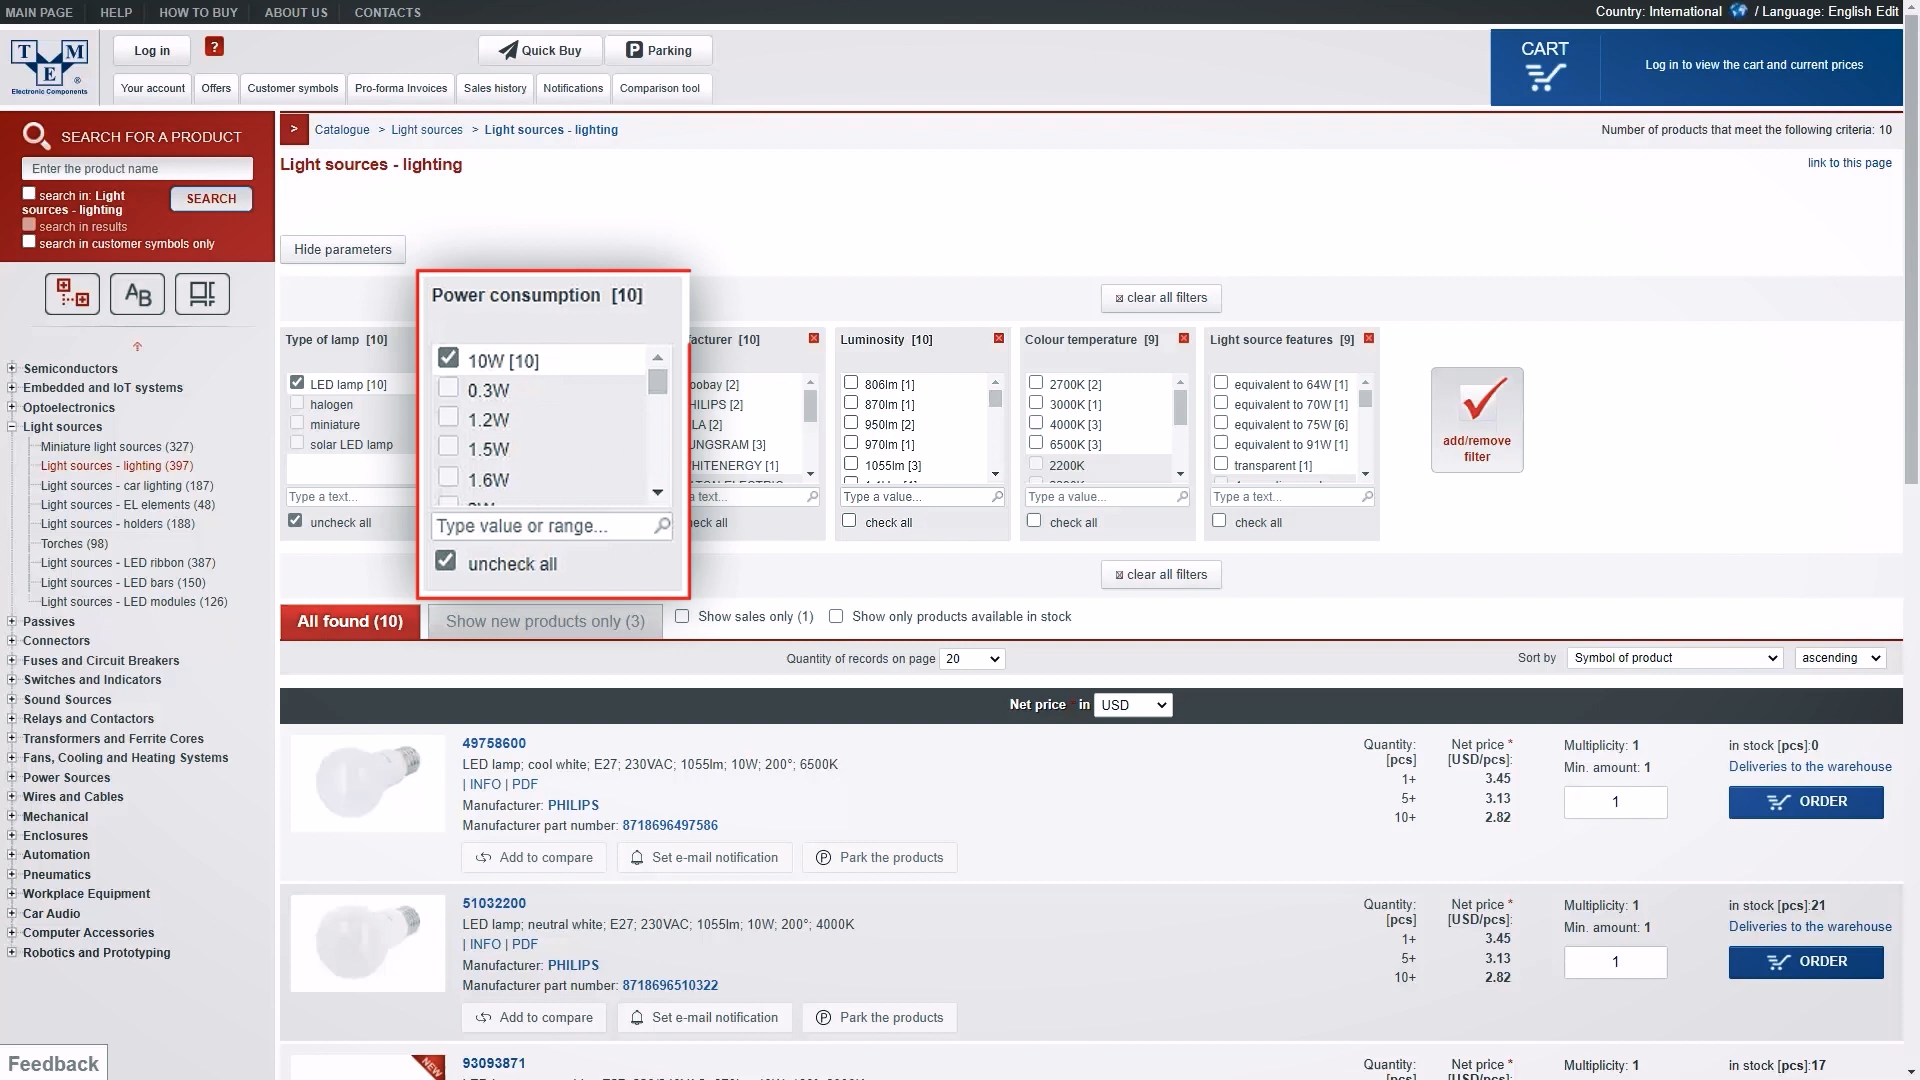 MAIN PAGE HELP HOW TO BUY ABOUT US CONTACTS
Country: International / Language: English Edit
T M E ®
Electronic Components
Log in ?
Quick Buy Parking
Your account Offers Customer symbols Pro-forma Invoices Sales history Notifications Comparison tool
CART
Log in to view the cart and current prices
SEARCH FOR A PRODUCT
Enter the product name
search in: Light
sources - lighting
SEARCH
search in results
search in customer symbols only
AB
Semiconductors
Embedded and IoT systems
Optoelectronics
Light sources
Miniature light sources (327)
Light sources - lighting (397)
Light sources - car lighting (187)
Light sources - EL elements (48)
Light sources - holders (188)
Torches (98)
Light sources - LED ribbon (387)
Light sources - LED bars (150)
Light sources - LED modules (126)
Passives
Connectors
Fuses and Circuit Breakers
Switches and Indicators
Sound Sources
Relays and Contactors
Transformers and Ferrite Cores
Fans, Cooling and Heating Systems
Power Sources
Wires and Cables
Mechanical
Enclosures
Automation
Pneumatics
Workplace Equipment
Car Audio
Computer Accessories
Robotics and Prototyping
Feedback
> Catalogue > Light sources > Light sources - lighting
Number of products that meet the following criteria: 10
Light sources - lighting
link to this page
Hide parameters
clear all filters
Type of lamp [10]
LED lamp [10]
halogen
miniature
solar LED lamp
Type a text...
uncheck all
Power consumption [10]
10W [10]
0.3W
1.2W
1.5W
1.6W
Type value or range...
uncheck all
facturer [10]
oobay [2]
HILIPS [2]
LA [2]
UNGSRAM [3]
HITENERGY [1]
a text...
eck all
Luminosity [10]
806lm [1]
870lm [1]
950lm [2]
970lm [1]
1055lm [3]
Type a value...
check all
Colour temperature [9]
2700K [2]
3000K [1]
4000K [3]
6500K [3]
2200K
Type a value...
check all
Light source features [9]
equivalent to 64W [1]
equivalent to 70W [1]
equivalent to 75W [6]
equivalent to 91W [1]
transparent [1]
Type a text...
check all
add/remove
filter
clear all filters
All found (10) Show new products only (3) Show sales only (1) Show only products available in stock
Quantity of records on page 20
Sort by Symbol of product ascending
Net price * in USD
49758600
LED lamp; cool white; E27; 230VAC; 1055lm; 10W; 200°; 6500K
| INFO | PDF
Manufacturer: PHILIPS
Manufacturer part number: 8718696497586
Add to compare Set e-mail notification Park the products
Quantity: Net price *
[pcs] [USD/pcs]:
1+ 3.45
5+ 3.13
10+ 2.82
Multiplicity: 1
Min. amount: 1
1
in stock [pcs]:0
Deliveries to the warehouse
ORDER
51032200
LED lamp; neutral white; E27; 230VAC; 1055lm; 10W; 200°; 4000K
| INFO | PDF
Manufacturer: PHILIPS
Manufacturer part number: 8718696510322
Add to compare Set e-mail notification Park the products
Quantity: Net price *
[pcs] [USD/pcs]:
1+ 3.45
5+ 3.13
10+ 2.82
Multiplicity: 1
Min. amount: 1
1
in stock [pcs]:21
Deliveries to the warehouse
ORDER
NEW
93093871
Quantity: Net price *
[pcs] [USD/pcs]:
Multiplicity: 1
in stock [pcs]:17